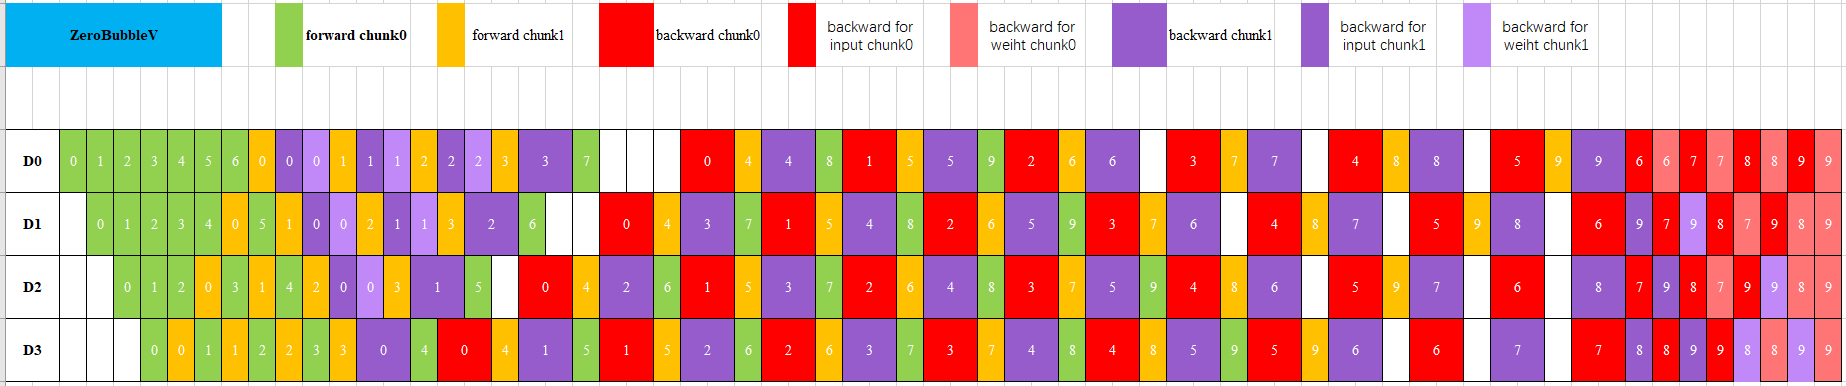 ZeroBubbleV forward chunk0 forward chunk1 backward chunk0 backward for input chunk0 backward for weiht chunk0 backward chunk1 backward for input chunk1 backward for weiht chunk1
D0 0 1 2 3 4 5 6 0 0 0 1 1 1 2 2 2 3 3 7 0 4 4 8 1 5 5 9 2 6 6 3 7 7 4 8 8 5 9 9 6 6 7 7 8 8 9 9
D1 0 1 2 3 4 0 5 1 0 0 2 1 1 3 2 6 0 4 3 7 1 5 4 8 2 6 5 9 3 7 6 4 8 7 5 9 8 6 9 7 9 8 7 9 8 9
D2 0 1 2 0 3 1 4 2 0 0 3 1 5 0 4 2 6 1 5 3 7 2 6 4 8 3 7 5 9 4 8 6 5 9 7 6 8 7 9 8 7 9 9 8 9
D3 0 0 1 1 2 2 3 3 0 4 0 4 1 5 1 5 2 6 2 6 3 7 3 7 4 8 4 8 5 9 5 9 6 6 7 7 8 8 9 9 8 8 9 9